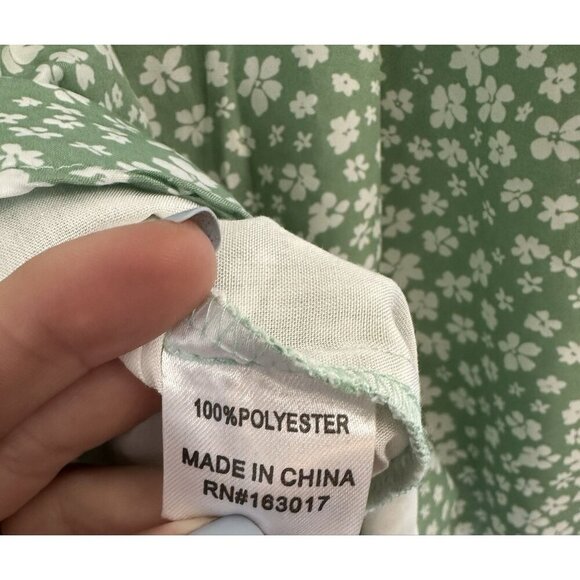 100%POLYESTER
MADE IN CHINA
RN#163017